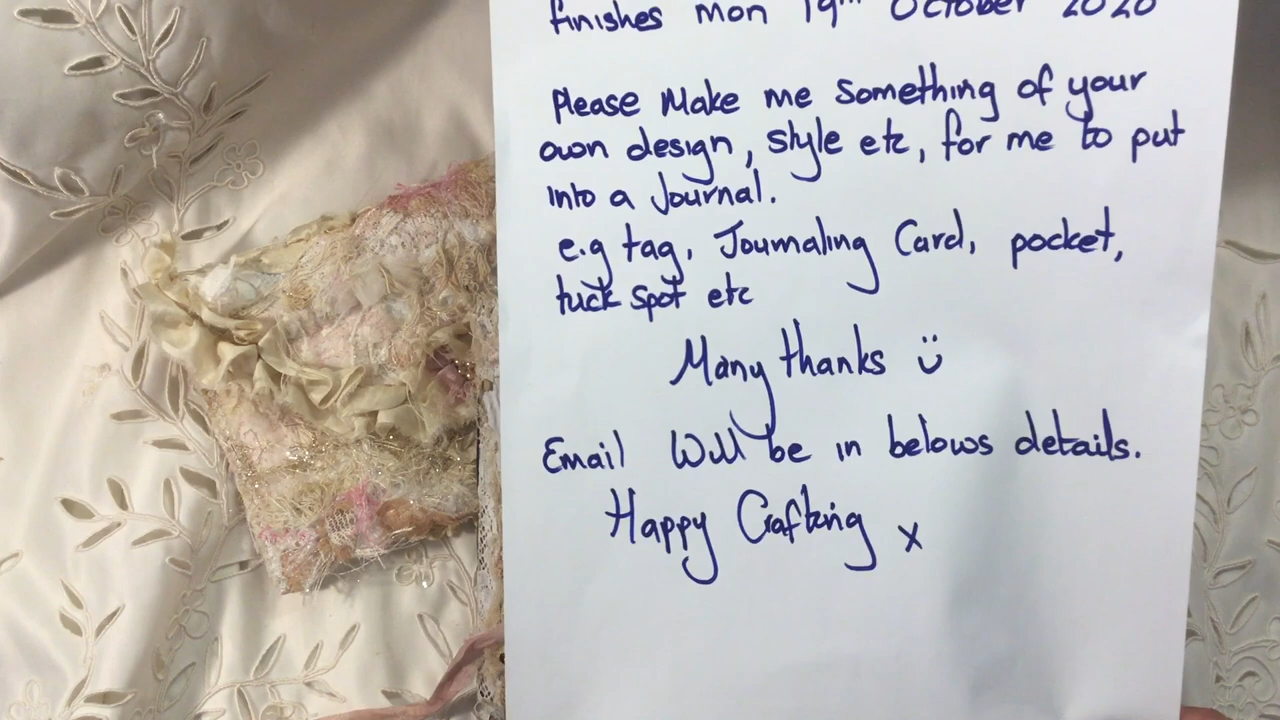 finishes Mon 19th October 2020
Please Make me something of your
own design, style etc, for me to put
into a Journal.
e.g tag, Journaling Card, pocket,
tuck spot etc
Many thanks ü
Email Will be in belows details.
Happy Crafting x